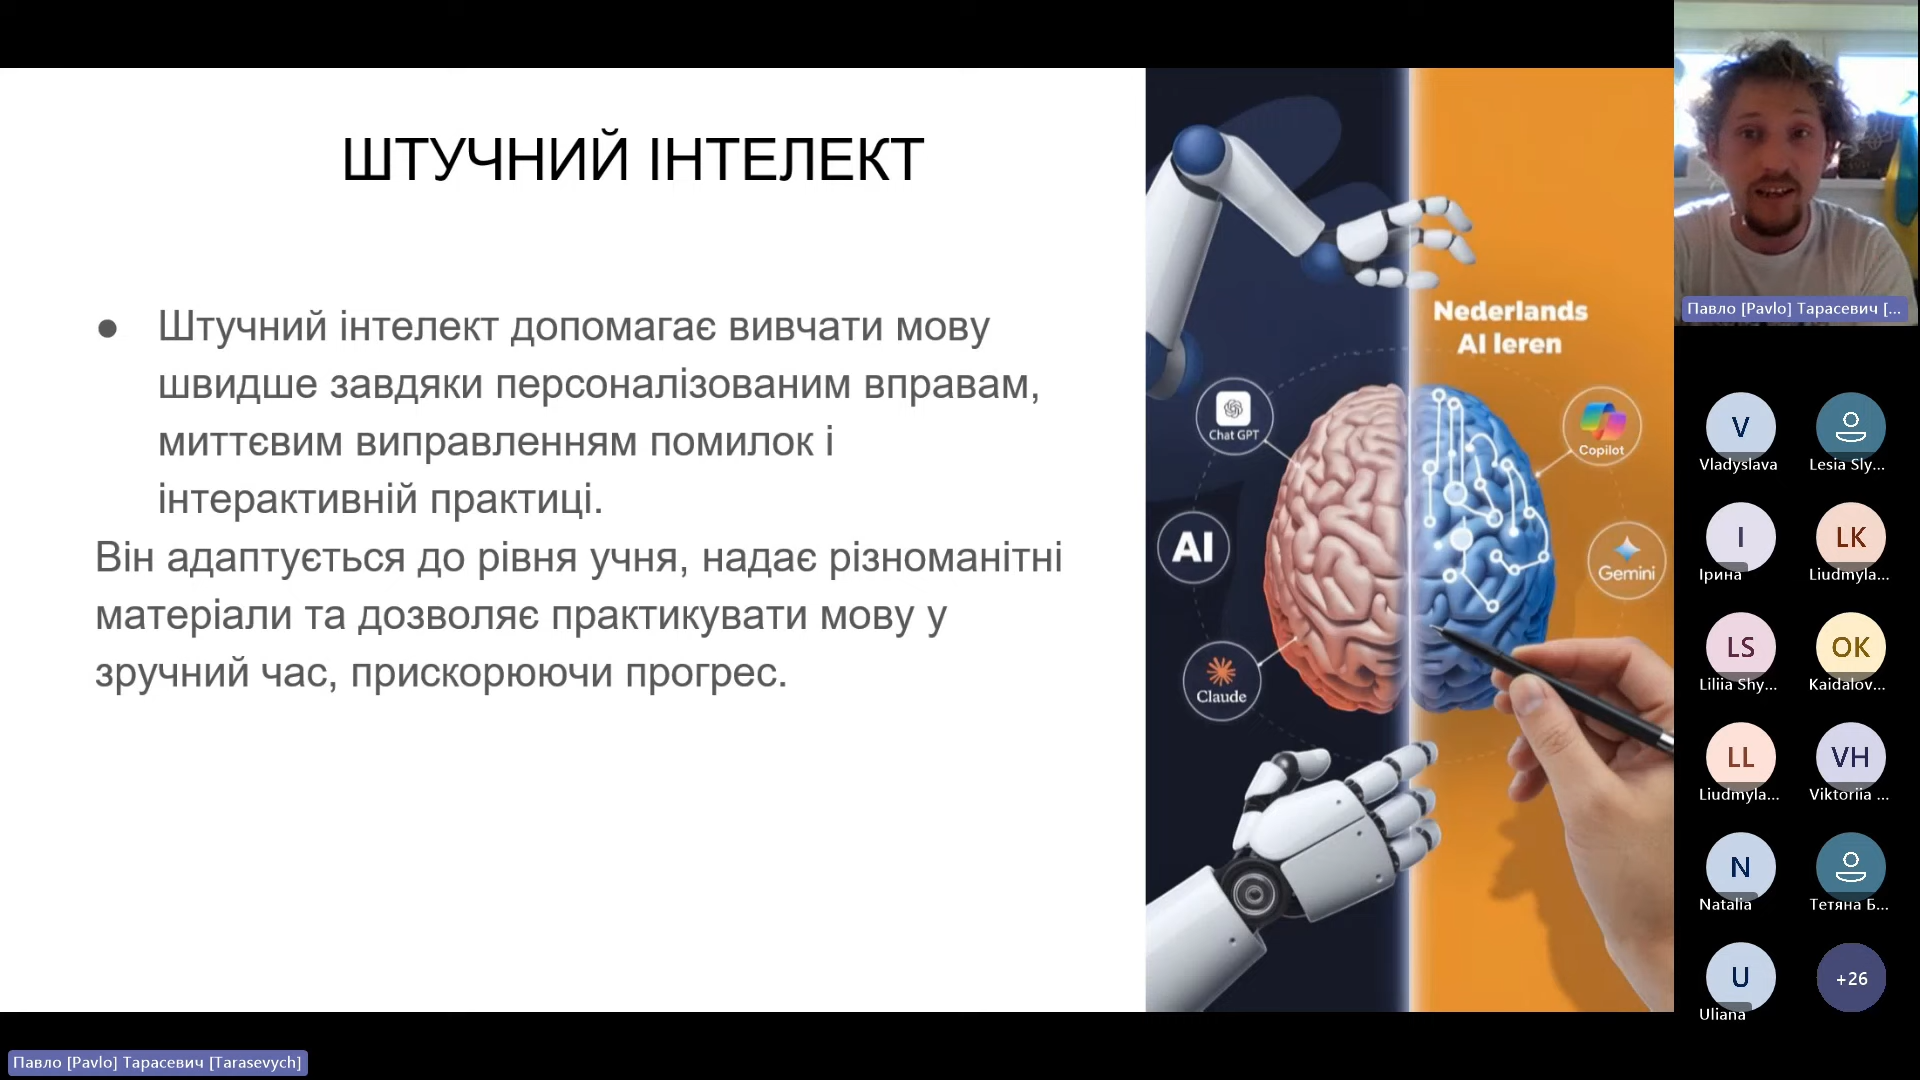 ШТУЧНИЙ ІНТЕЛЕКТ
● Штучний інтелект допомагає вивчати мову
швидше завдяки персоналізованим вправам,
миттєвим виправленням помилок і
інтерактивній практиці.
Він адаптується до рівня учня, надає різноманітні
матеріали та дозволяє практикувати мову у
зручний час, прискорюючи прогрес.
Nederlands
AI leren
Chat GPT
Copilot
AI
Gemini
Claude
Павло [Pavlo] Тарасевич [...
V
Vladyslava
Lesia Sly...
I
Ірина
LK
Liudmyla...
LS
Liliia Shy...
OK
Kaidalov...
LL
Liudmyla...
VH
Viktoriia ...
N
Natalia
Тетяна Б...
U
Uliana
+26
Павло [Pavlo] Тарасевич [Tarasevych]